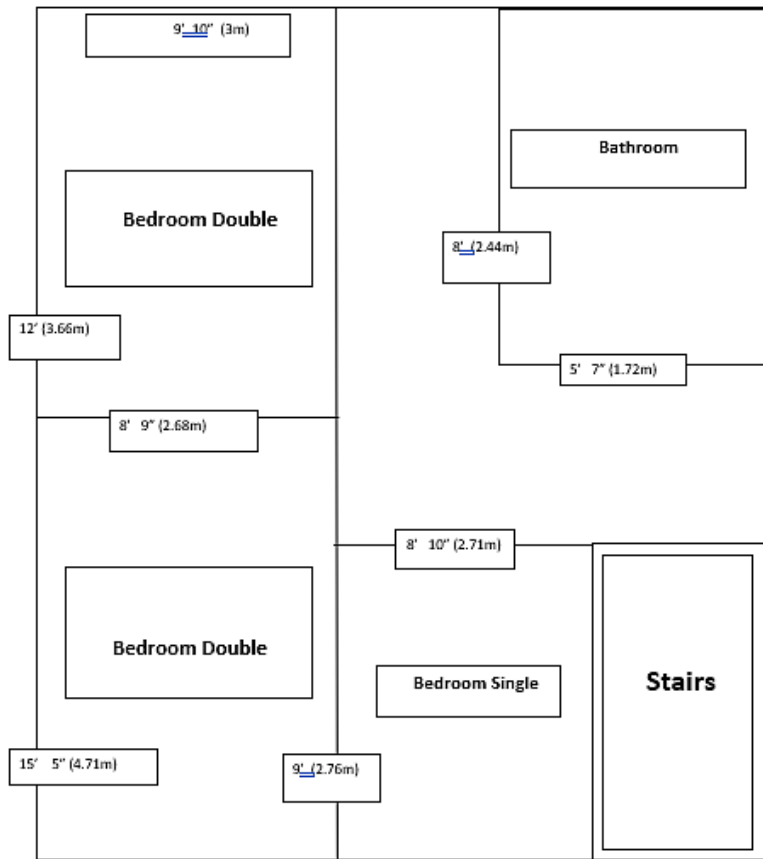 9' 10" (3m)
Bathroom
Bedroom Double
8' (2.44m)
12' (3.66m)
5' 7" (1.72m)
8' 9" (2.68m)
8' 10" (2.71m)
Bedroom Double
Bedroom Single
Stairs
15' 5" (4.71m)
9' (2.76m)